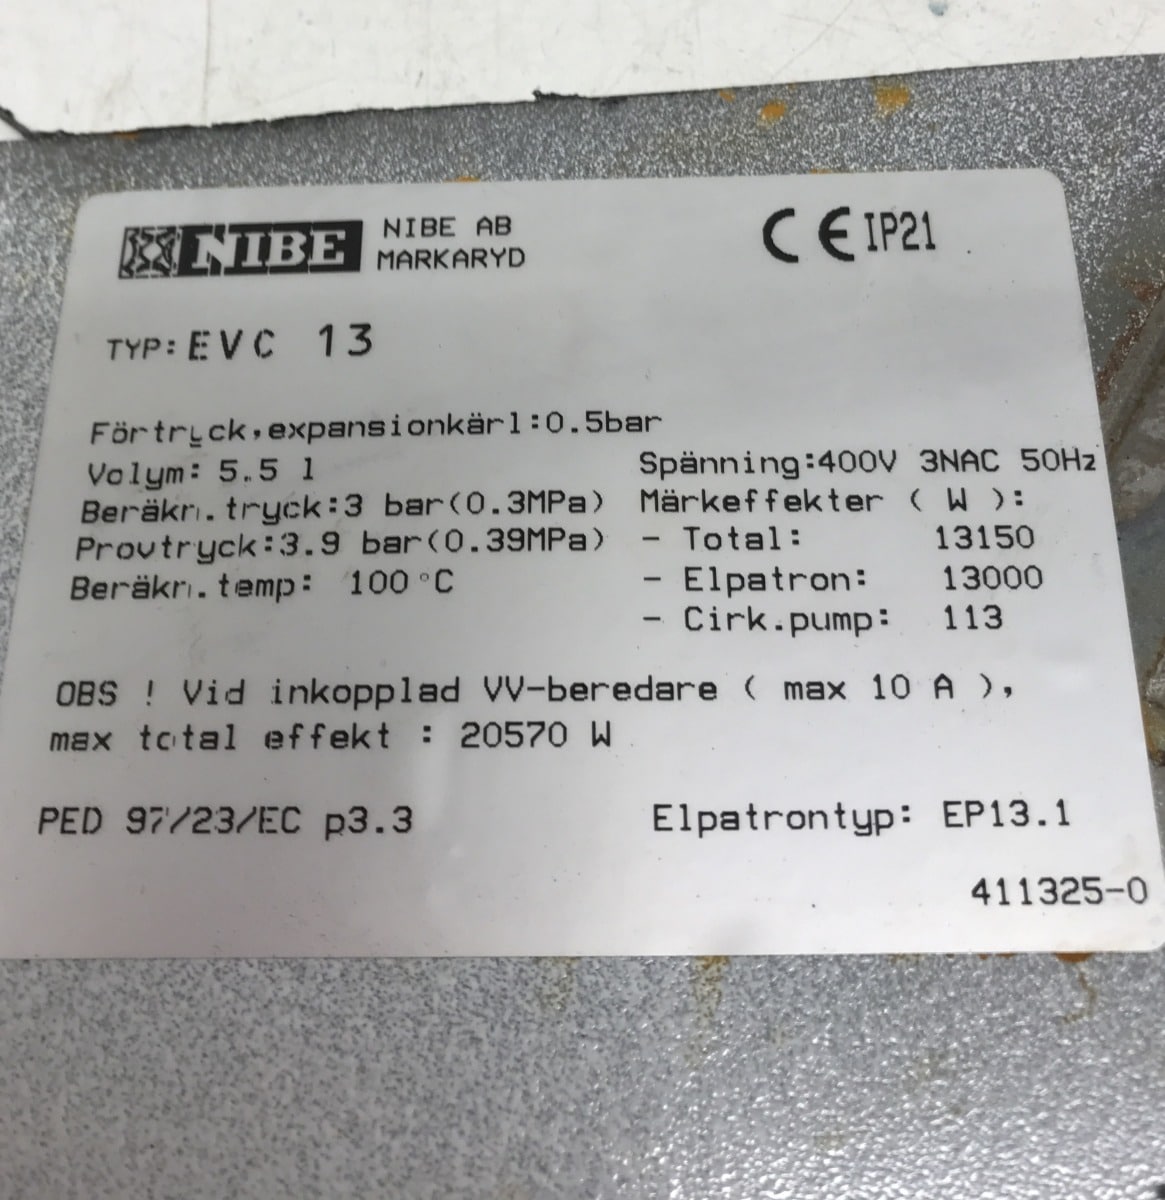 NIBE NIBE AB
MARKARYD
CE IP21
TYP: EVC 13
Förtryck,expansionkärl:0.5bar
Volym: 5.5 l
Beräkn.tryck:3 bar(0.3MPa)
Provtryck:3.9 bar(0.39MPa)
Beräkn.temp: 100 °C
Spänning:400V 3NAC 50Hz
Märkeffekter ( W ):
- Total: 13150
- Elpatron: 13000
- Cirk.pump: 113
OBS ! Vid inkopplad VV-beredare ( max 10 A ),
max total effekt : 20570 W
PED 97/23/EC p3.3
Elpatrontyp: EP13.1
411325-0